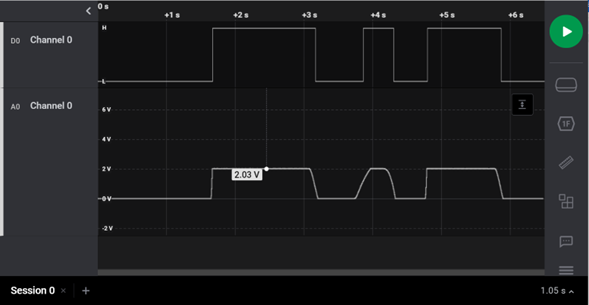 0 s
+1 s +2 s +3 s +4 s +5 s +6 s
D0 Channel 0
H
L
A0 Channel 0
6 V
4 V
2 V
2.03 V
0 V
-2 V
1F
Session 0 × +
1.05 s